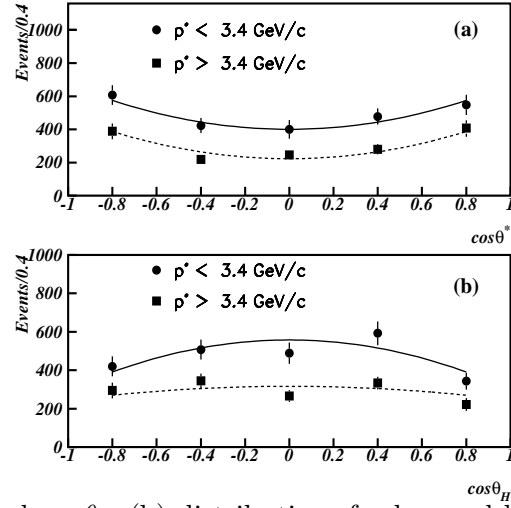 Events/0.4
1000
800
600
400
200
0
p* < 3.4 GeV/c
p* > 3.4 GeV/c
(a)
-1 -0.8 -0.6 -0.4 -0.2 0 0.2 0.4 0.6 0.8 1
cosθ*
Events/0.4
1000
800
600
400
200
0
p* < 3.4 GeV/c
p* > 3.4 GeV/c
(b)
-1 -0.8 -0.6 -0.4 -0.2 0 0.2 0.4 0.6 0.8 1
cosθH
(b) distributions for